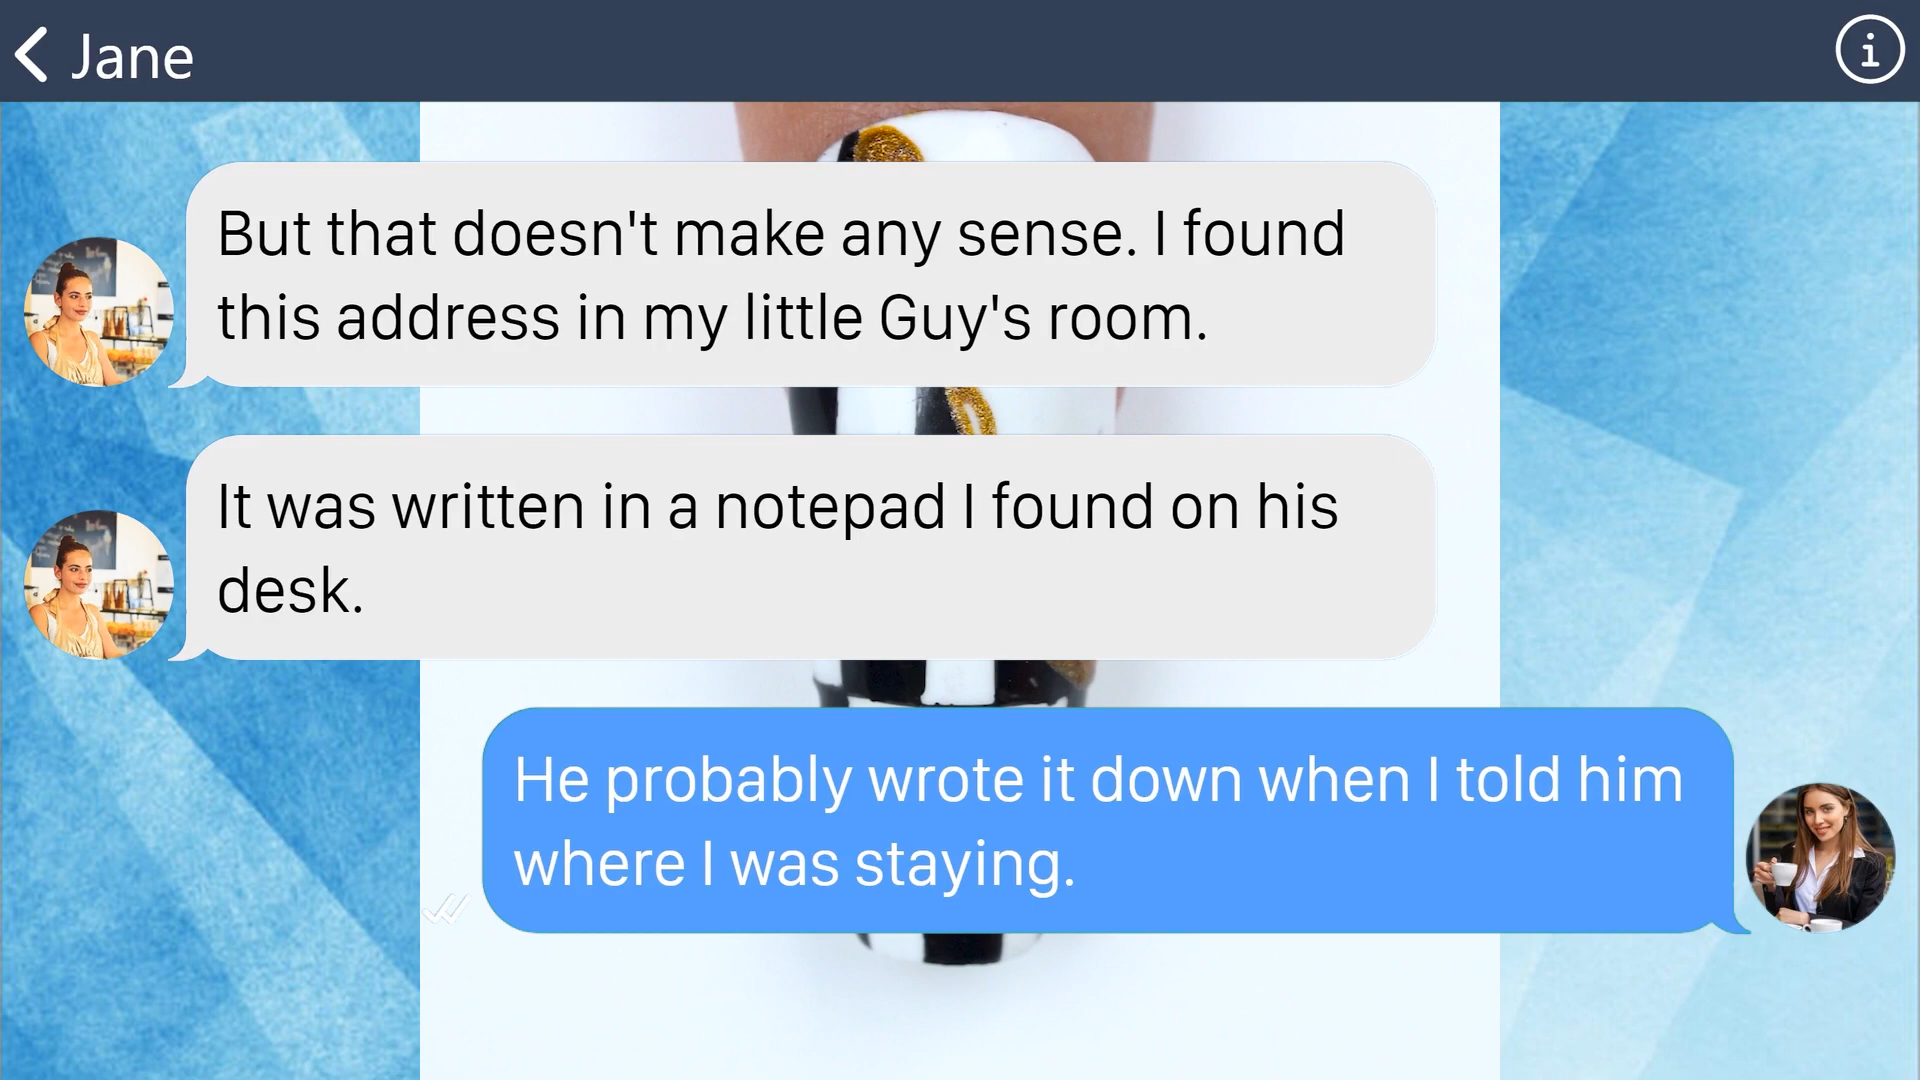 Jane
But that doesn't make any sense. I found
this address in my little Guy's room.
It was written in a notepad I found on his
desk.
He probably wrote it down when I told him
where I was staying.